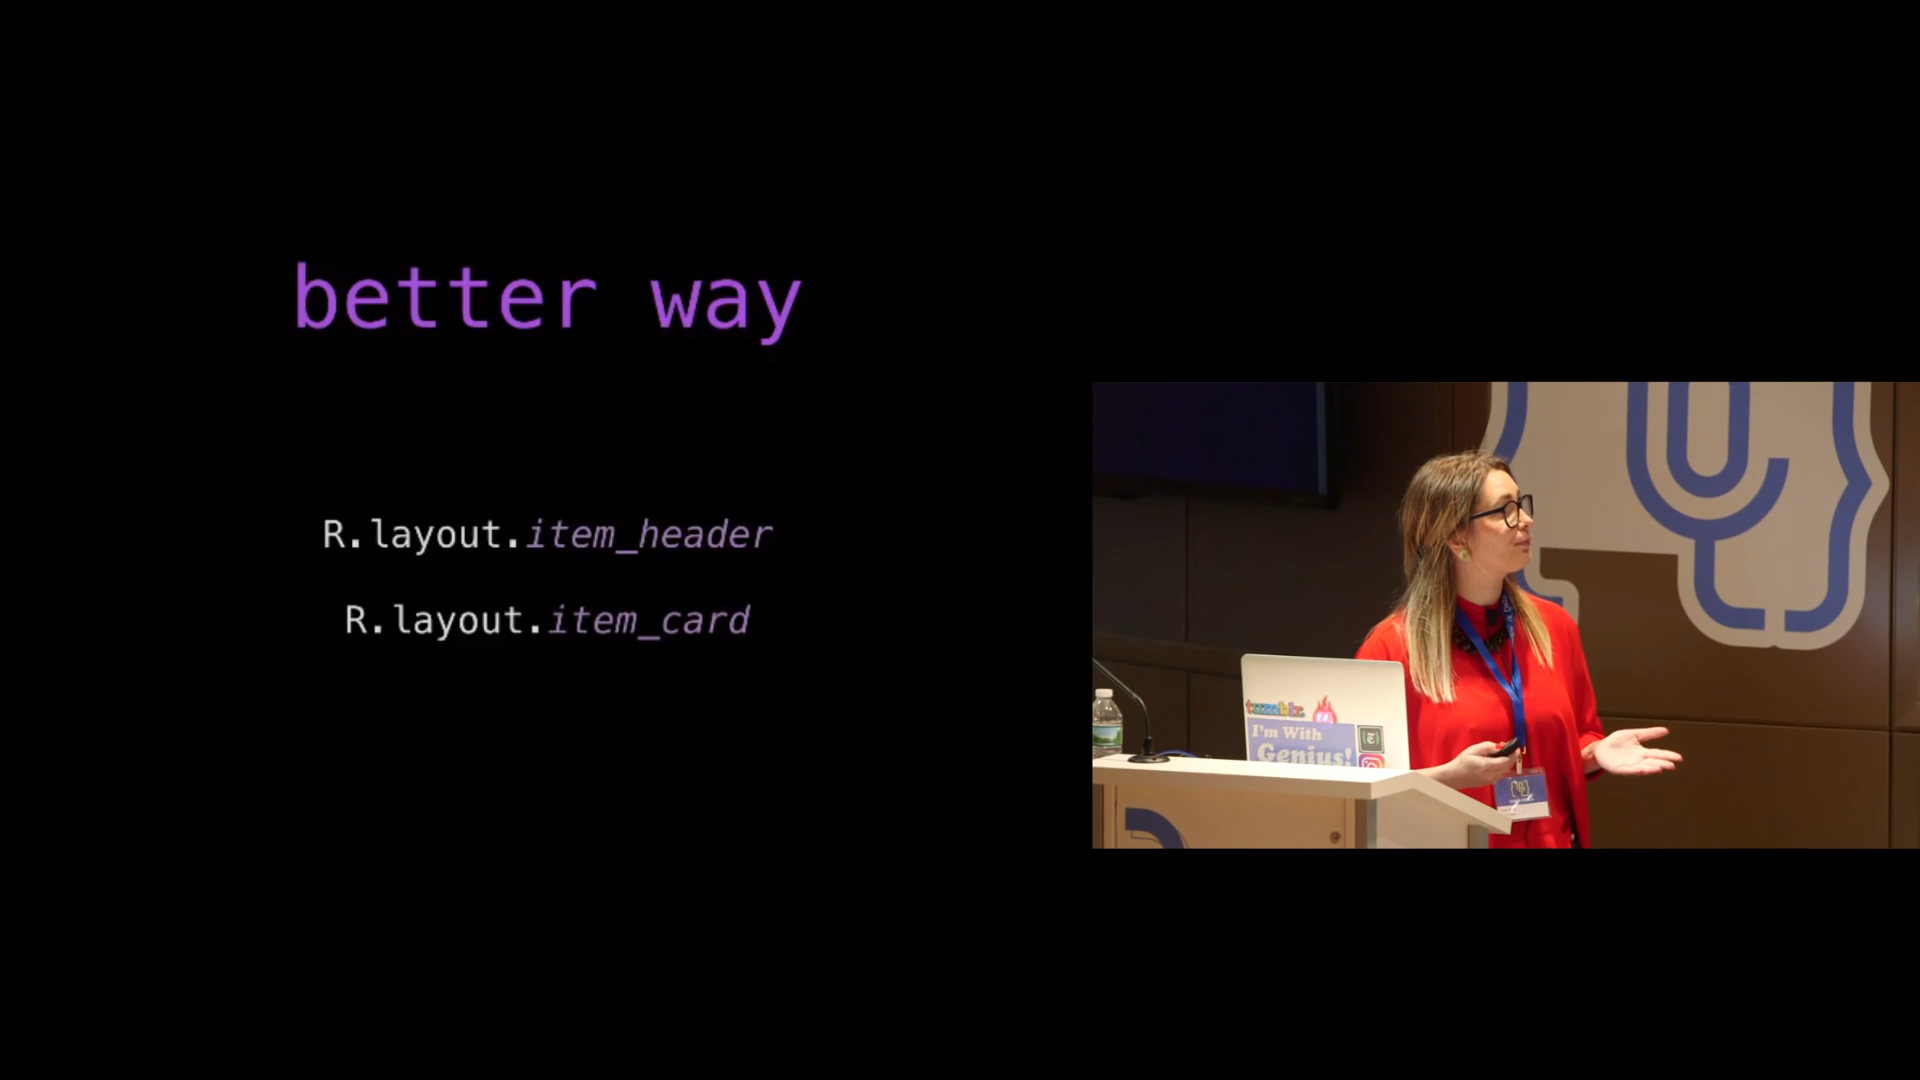 better way
R.layout.item_header
R.layout.item_card
tumblr.
I'm With
Genius!